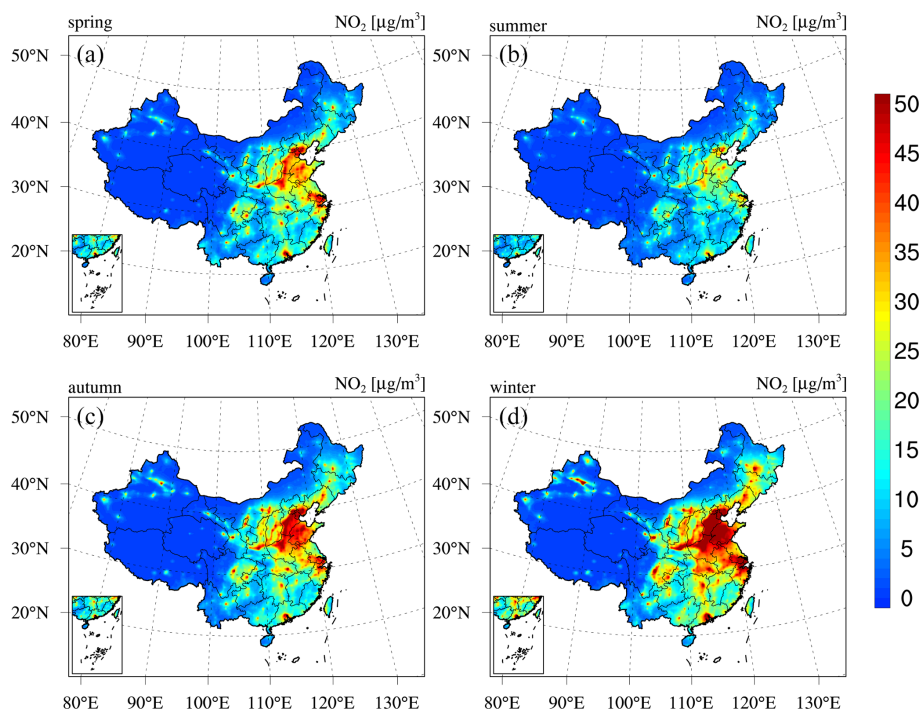 spring NO₂ [µg/m³]
(a)
50°N
40°N
30°N
20°N
80°E 90°E 100°E 110°E 120°E 130°E
summer NO₂ [µg/m³]
(b)
50°N
40°N
30°N
20°N
80°E 90°E 100°E 110°E 120°E 130°E
autumn NO₂ [µg/m³]
(c)
50°N
40°N
30°N
20°N
80°E 90°E 100°E 110°E 120°E 130°E
winter NO₂ [µg/m³]
(d)
50°N
40°N
30°N
20°N
80°E 90°E 100°E 110°E 120°E 130°E
50
45
40
35
30
25
20
15
10
5
0